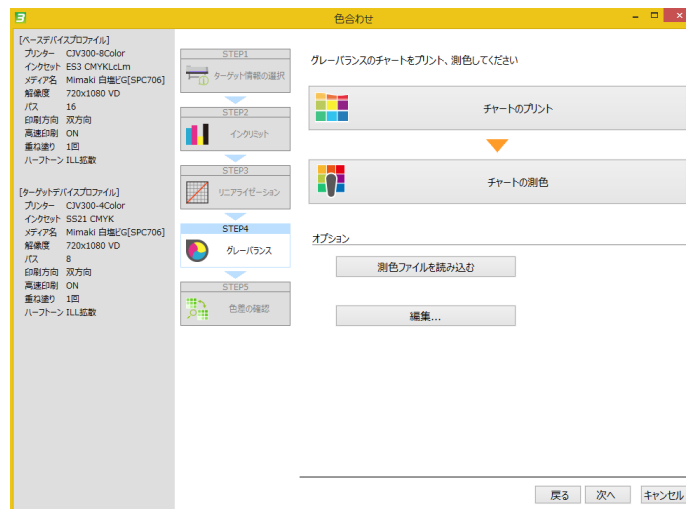 色合わせ
[ベースデバイスプロファイル]
プリンター CJV300-8Color
インクセット ES3 CMYKLcLm
メディア名 Mimaki 白塩ビG[SPC706]
解像度 720x1080 VD
パス 16
印刷方向 双方向
高速印刷 ON
重ね塗り 1回
ハーフトーン ILL拡散
[ターゲットデバイスプロファイル]
プリンター CJV300-4Color
インクセット SS21 CMYK
メディア名 Mimaki 白塩ビG[SPC706]
解像度 720x1080 VD
パス 8
印刷方向 双方向
高速印刷 ON
重ね塗り 1回
ハーフトーン ILL拡散
STEP1
ターゲット情報の選択
STEP2
インクリミット
STEP3
リニアライゼーション
STEP4
グレーバランス
STEP5
色差の確認
グレーバランスのチャートをプリント、測色してください
チャートのプリント
チャートの測色
オプション
測色ファイルを読み込む
編集...
戻る 次へ キャンセル